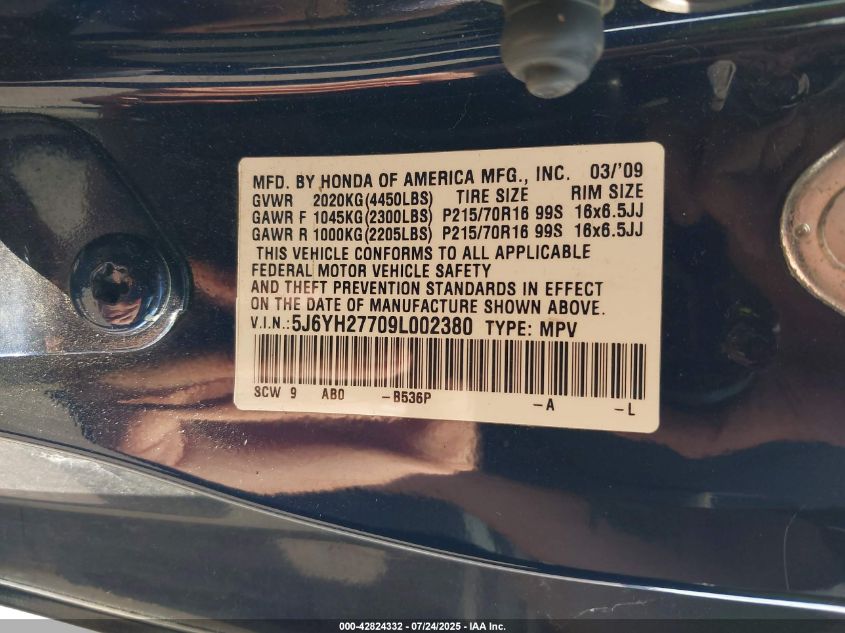 MFD. BY HONDA OF AMERICA MFG., INC. 03/'09
GVWR 2020KG(4450LBS) TIRE SIZE RIM SIZE
GAWR F 1045KG(2300LBS) P215/70R16 99S 16x6.5JJ
GAWR R 1000KG(2205LBS) P215/70R16 99S 16x6.5JJ
THIS VEHICLE CONFORMS TO ALL APPLICABLE
FEDERAL MOTOR VEHICLE SAFETY
AND THEFT PREVENTION STANDARDS IN EFFECT
ON THE DATE OF MANUFACTURE SHOWN ABOVE.
V.I.N.:5J6YH27709L002380 TYPE: MPV
SCW 9 AB0 -B536P -A -L
000-42824332 - 07/24/2025 - IAA Inc.